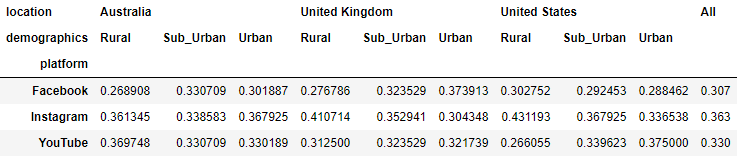 location Australia United Kingdom United States All
demographics Rural Sub_Urban Urban Rural Sub_Urban Urban Rural Sub_Urban Urban
platform
Facebook 0.268908 0.330709 0.301887 0.276786 0.323529 0.373913 0.302752 0.292453 0.288462 0.307
Instagram 0.361345 0.338583 0.367925 0.410714 0.352941 0.304348 0.431193 0.367925 0.336538 0.363
YouTube 0.369748 0.330709 0.330189 0.312500 0.323529 0.321739 0.266055 0.339623 0.375000 0.330